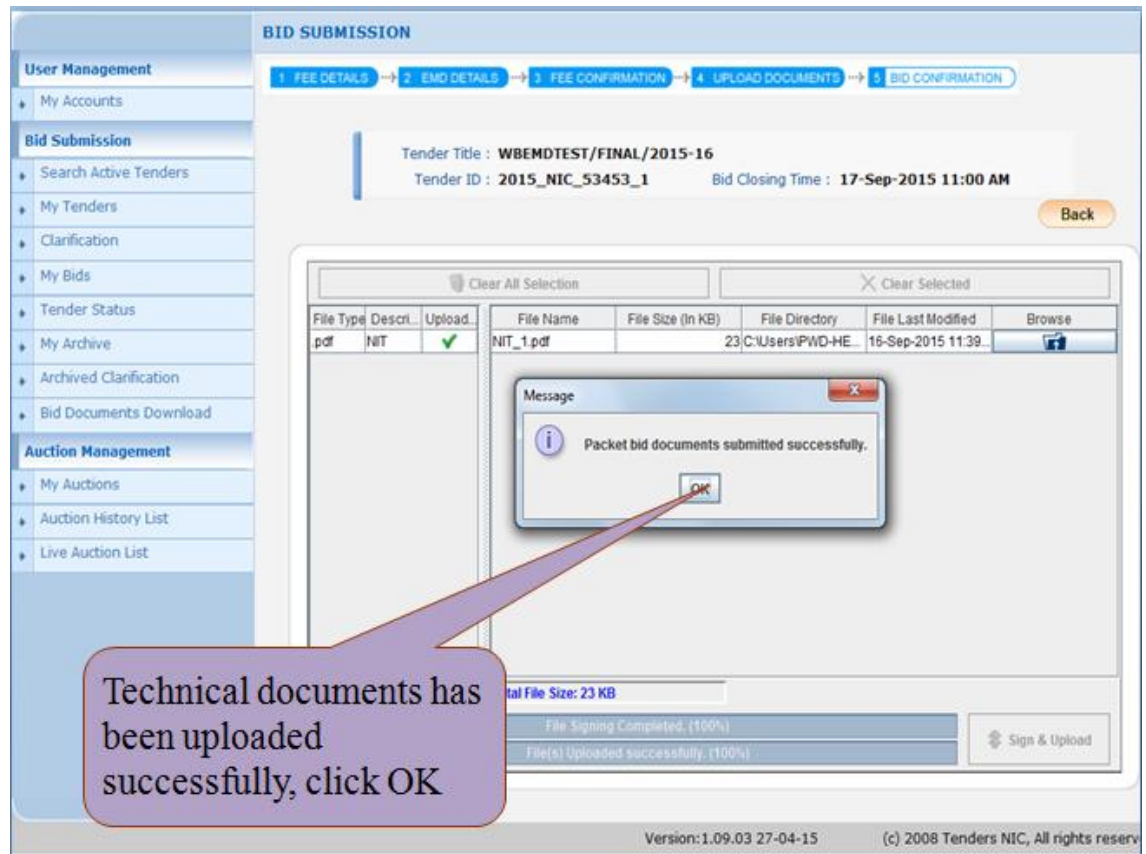 BID SUBMISSION
User Management
My Accounts
Bid Submission
Search Active Tenders
My Tenders
Clarification
My Bids
Tender Status
My Archive
Archived Clarification
Bid Documents Download
Auction Management
My Auctions
Auction History List
Live Auction List
1 FEE DETAILS 2 EMD DETAILS 3 FEE CONFIRMATION 4 UPLOAD DOCUMENTS 5 BID CONFIRMATION
Tender Title : WBEMDTEST/FINAL/2015-16
Tender ID : 2015_NIC_53453_1 Bid Closing Time : 17-Sep-2015 11:00 AM
Back
Clear All Selection Clear Selected
File Type Descri... Upload... File Name File Size (In KB) File Directory File Last Modified Browse
.pdf NIT NIT_1.pdf 23 C:\Users\PWD-HE... 16-Sep-2015 11:39...
Message
Packet bid documents submitted successfully.
OK
Technical documents has
been uploaded
successfully, click OK
tal File Size: 23 KB
File Signing Completed. (100%)
File(s) Uploaded successfully. (100%)
Sign & Upload
Version:1.09.03 27-04-15 (c) 2008 Tenders NIC, All rights reserv